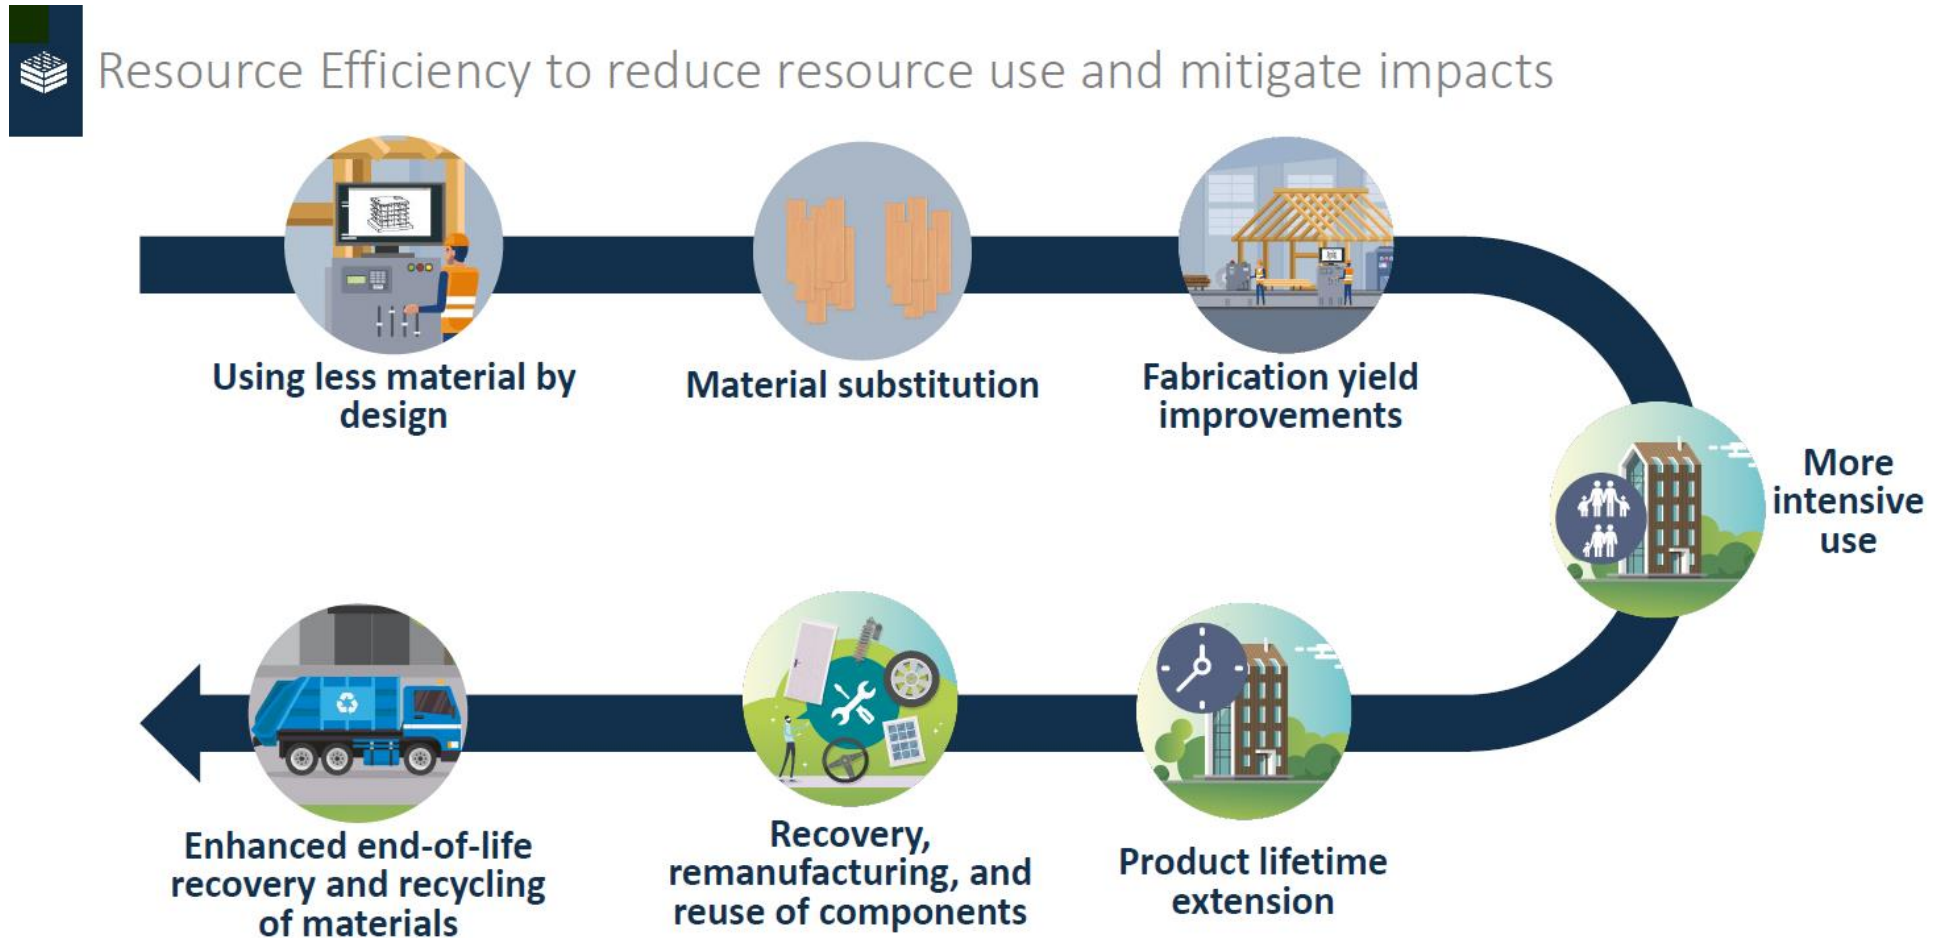 Resource Efficiency to reduce resource use and mitigate impacts
Using less material by
design
Material substitution
Fabrication yield
improvements
More
intensive
use
Product lifetime
extension
Recovery,
remanufacturing, and
reuse of components
Enhanced end-of-life
recovery and recycling
of materials